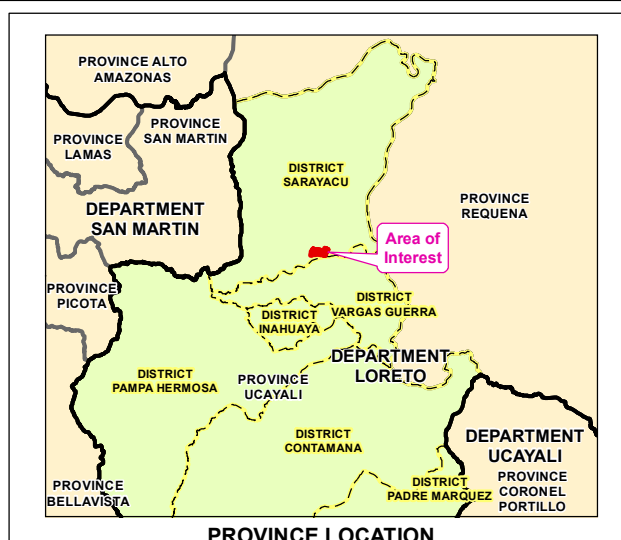 PROVINCE ALTO
AMAZONAS
PROVINCE
SAN MARTIN
PROVINCE
LAMAS
DEPARTMENT
SAN MARTIN
DISTRICT
SARAYACU
PROVINCE
REQUENA
Area of
Interest
PROVINCE
PICOTA
DISTRICT
VARGAS GUERRA
DISTRICT
INAHUAYA
DEPARTMENT
LORETO
DISTRICT
PAMPA HERMOSA
PROVINCE
UCAYALI
DISTRICT
CONTAMANA
DEPARTMENT
UCAYALI
PROVINCE
CORONEL
PORTILLO
DISTRICT
PADRE MARQUEZ
PROVINCE
BELLAVISTA
PROVINCE LOCATION